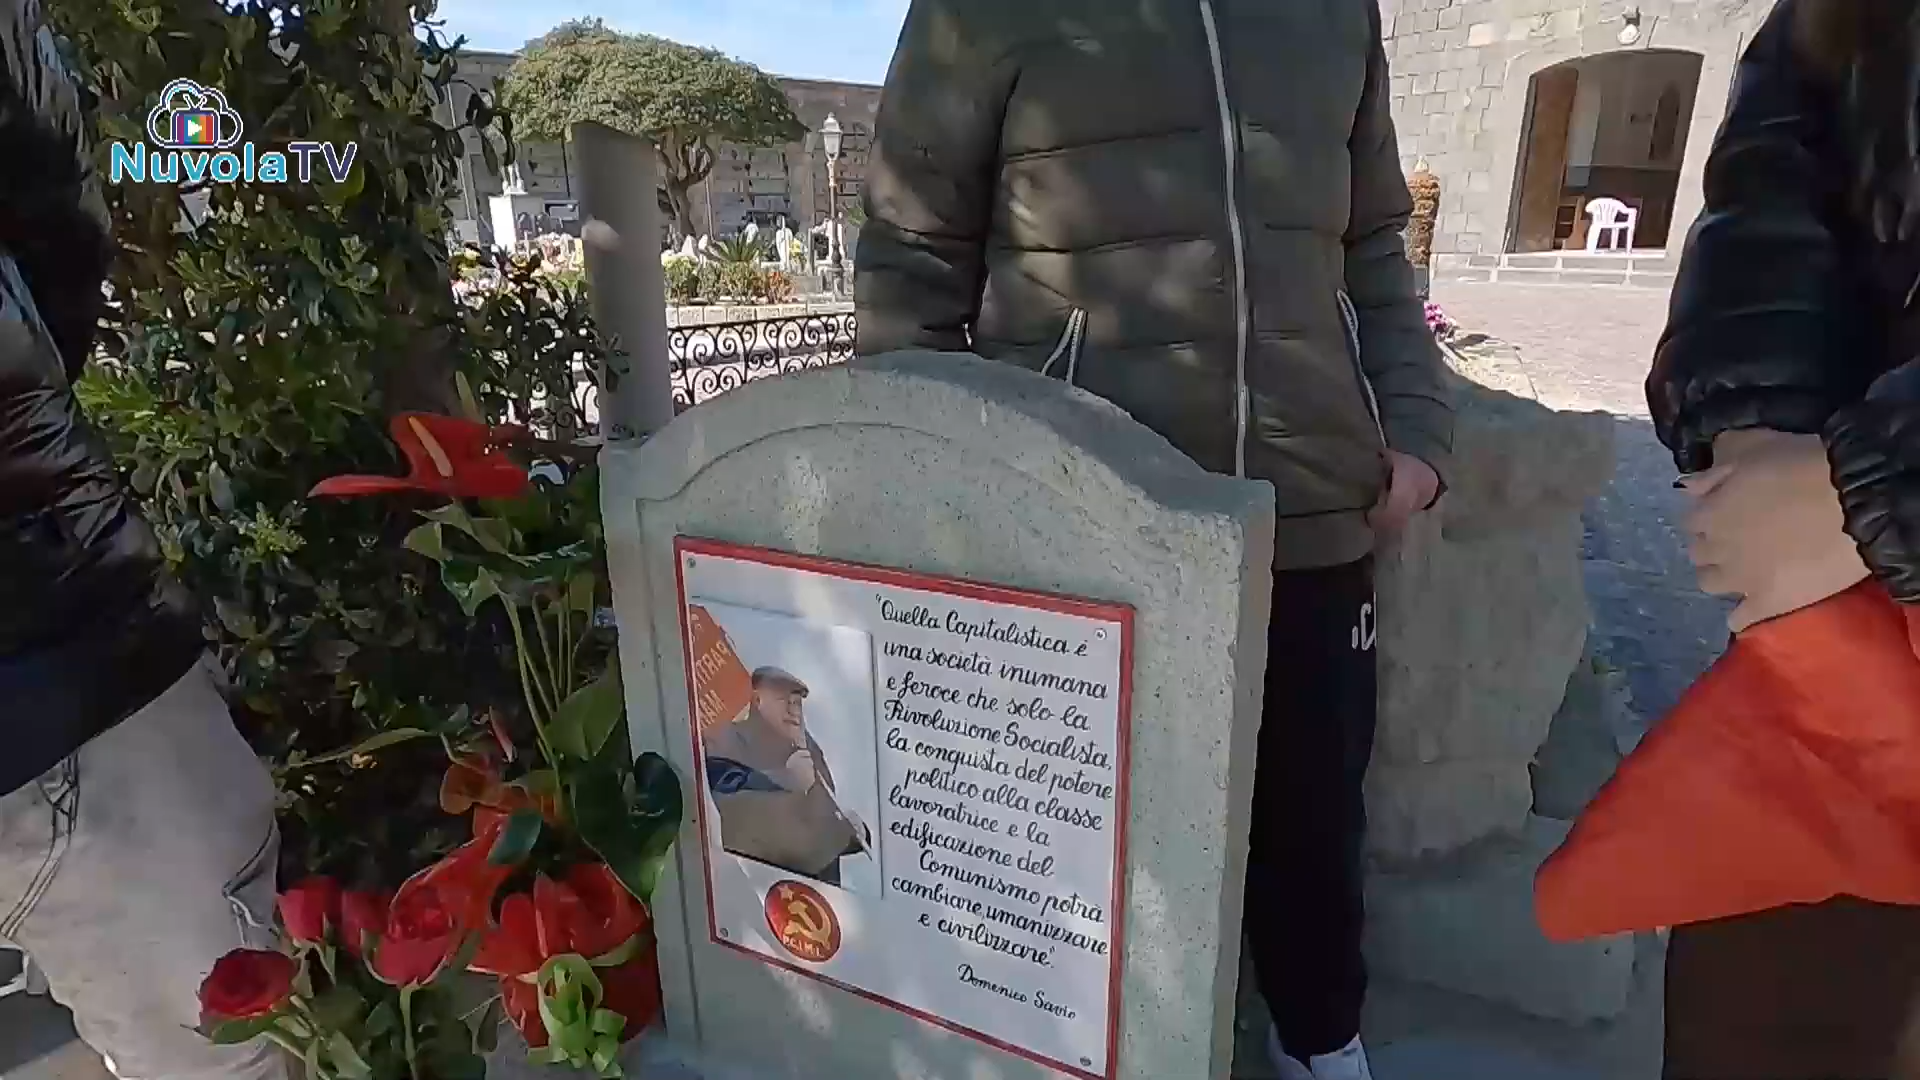 NuvolaTV
"Quella Capitalistica è
una società inumana
e feroce che solo la
Rivoluzione Socialista,
la conquista del potere
politico alla classe
lavoratrice e la
edificazione del
Comunismo potrà
cambiare, umanizzare
e civilizzare".
Domenico Savio
P.C.I.M-L.